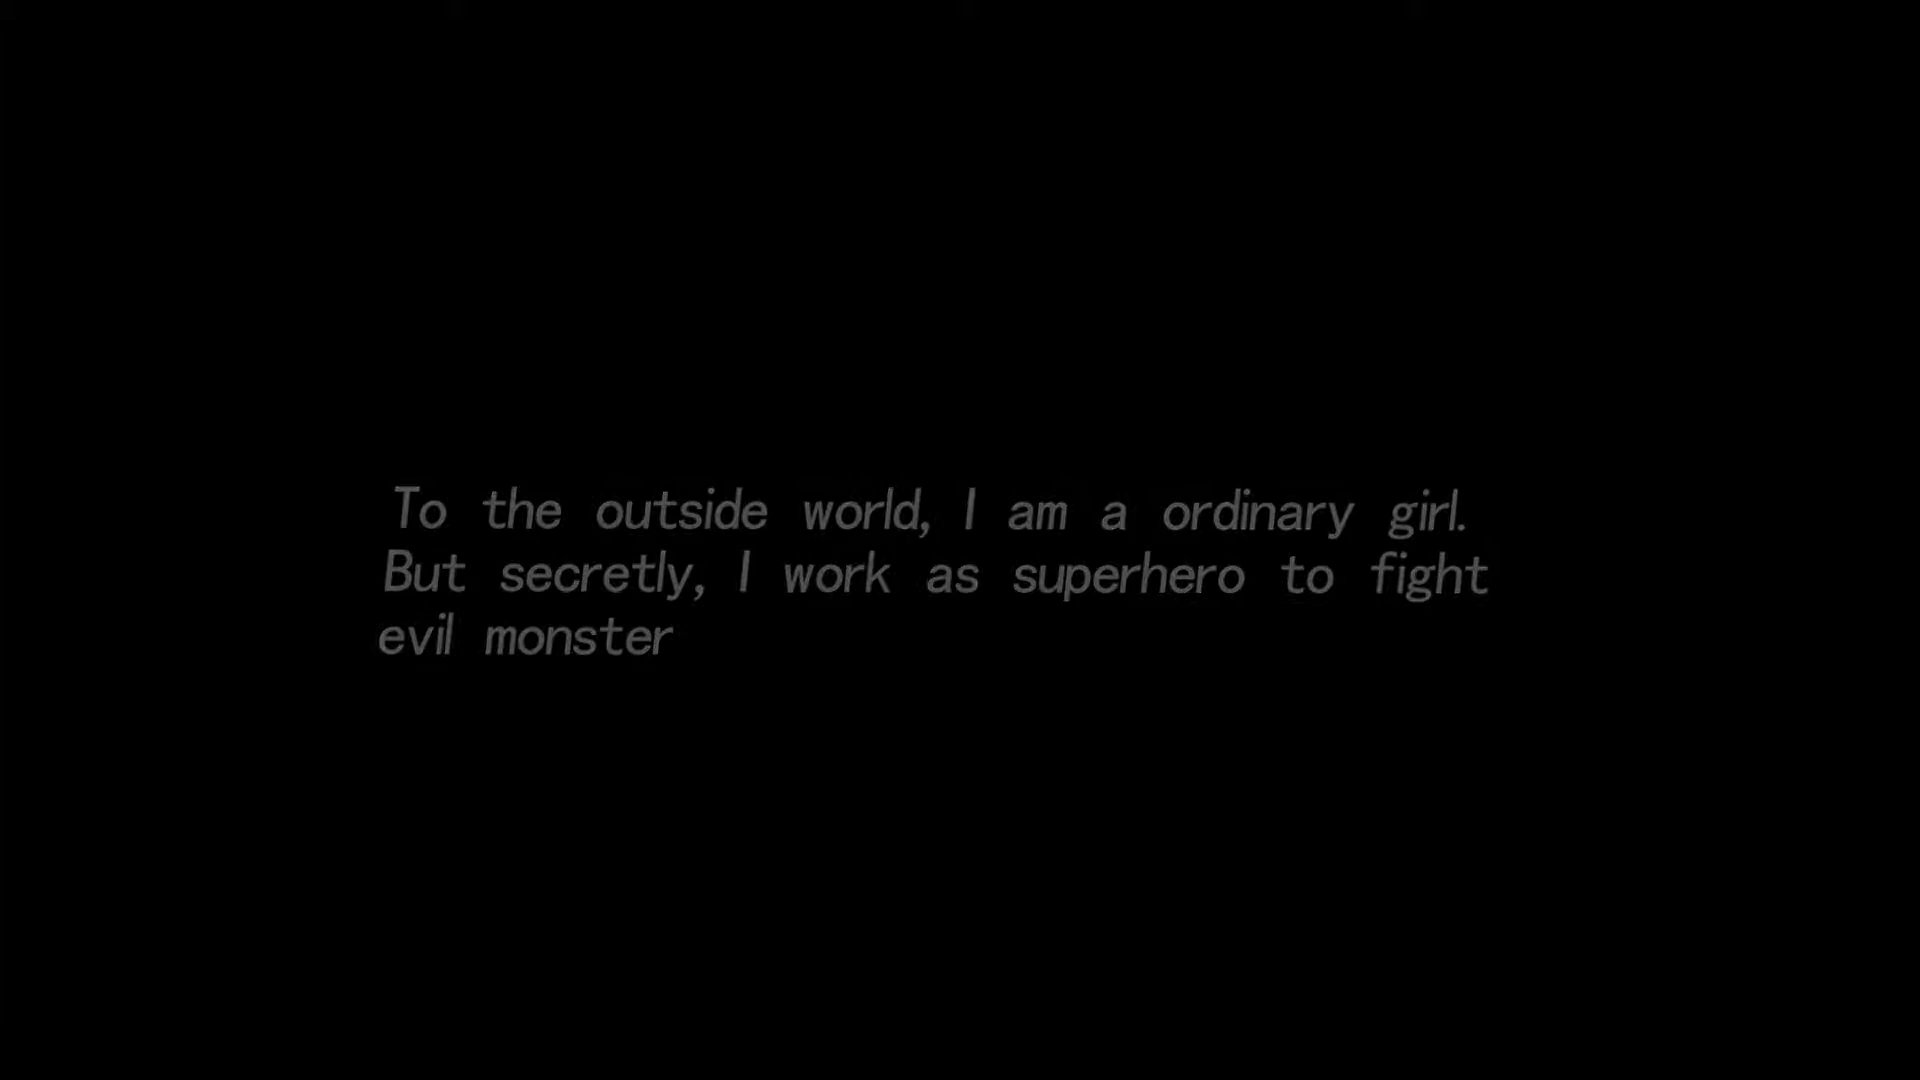 To the outside world, I am a ordinary girl.
But secretly, I work as superhero to fight
evil monster